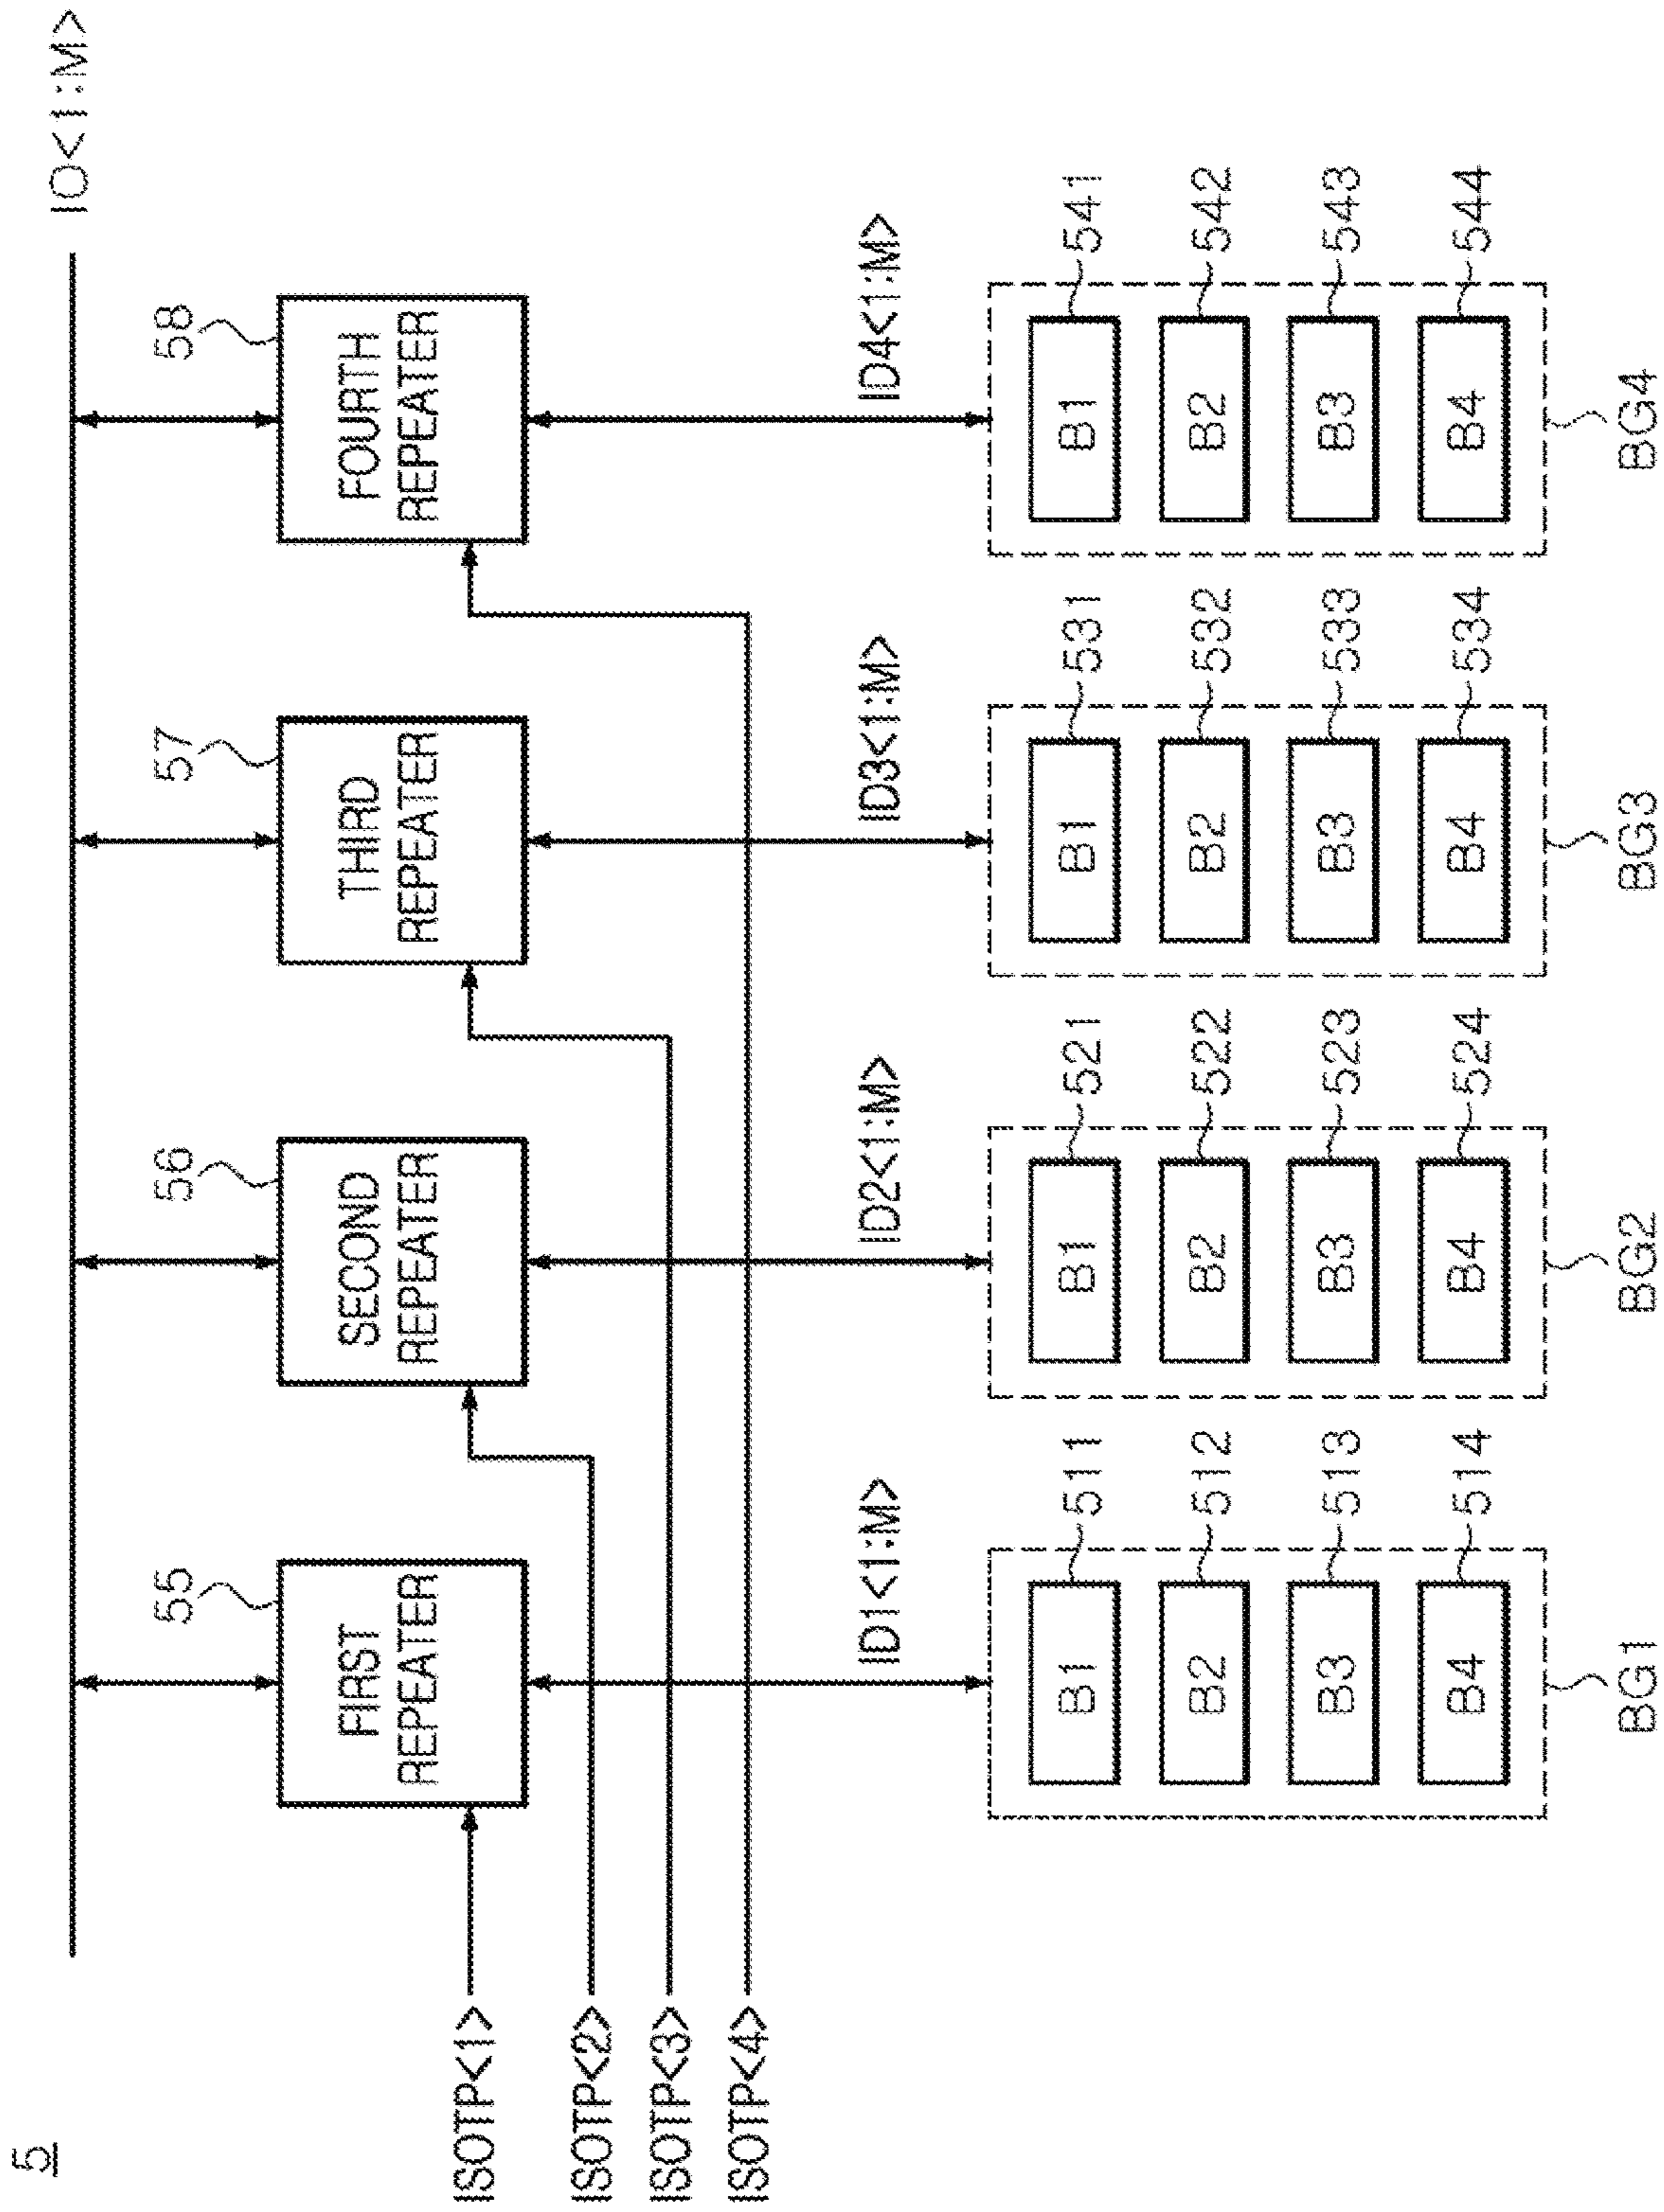 5
IO<1:M>
55
56
57
58
FIRST
REPEATER
SECOND
REPEATER
THIRD
REPEATER
FOURTH
REPEATER
ISOTP<1>
ISOTP<2>
ISOTP<3>
ISOTP<4>
ID1<1:M>
ID2<1:M>
ID3<1:M>
ID4<1:M>
B1
511
B1
521
B1
531
B1
541
B2
512
B2
522
B2
532
B2
542
B3
513
B3
523
B3
533
B3
543
B4
514
B4
524
B4
534
B4
544
BG1
BG2
BG3
BG4